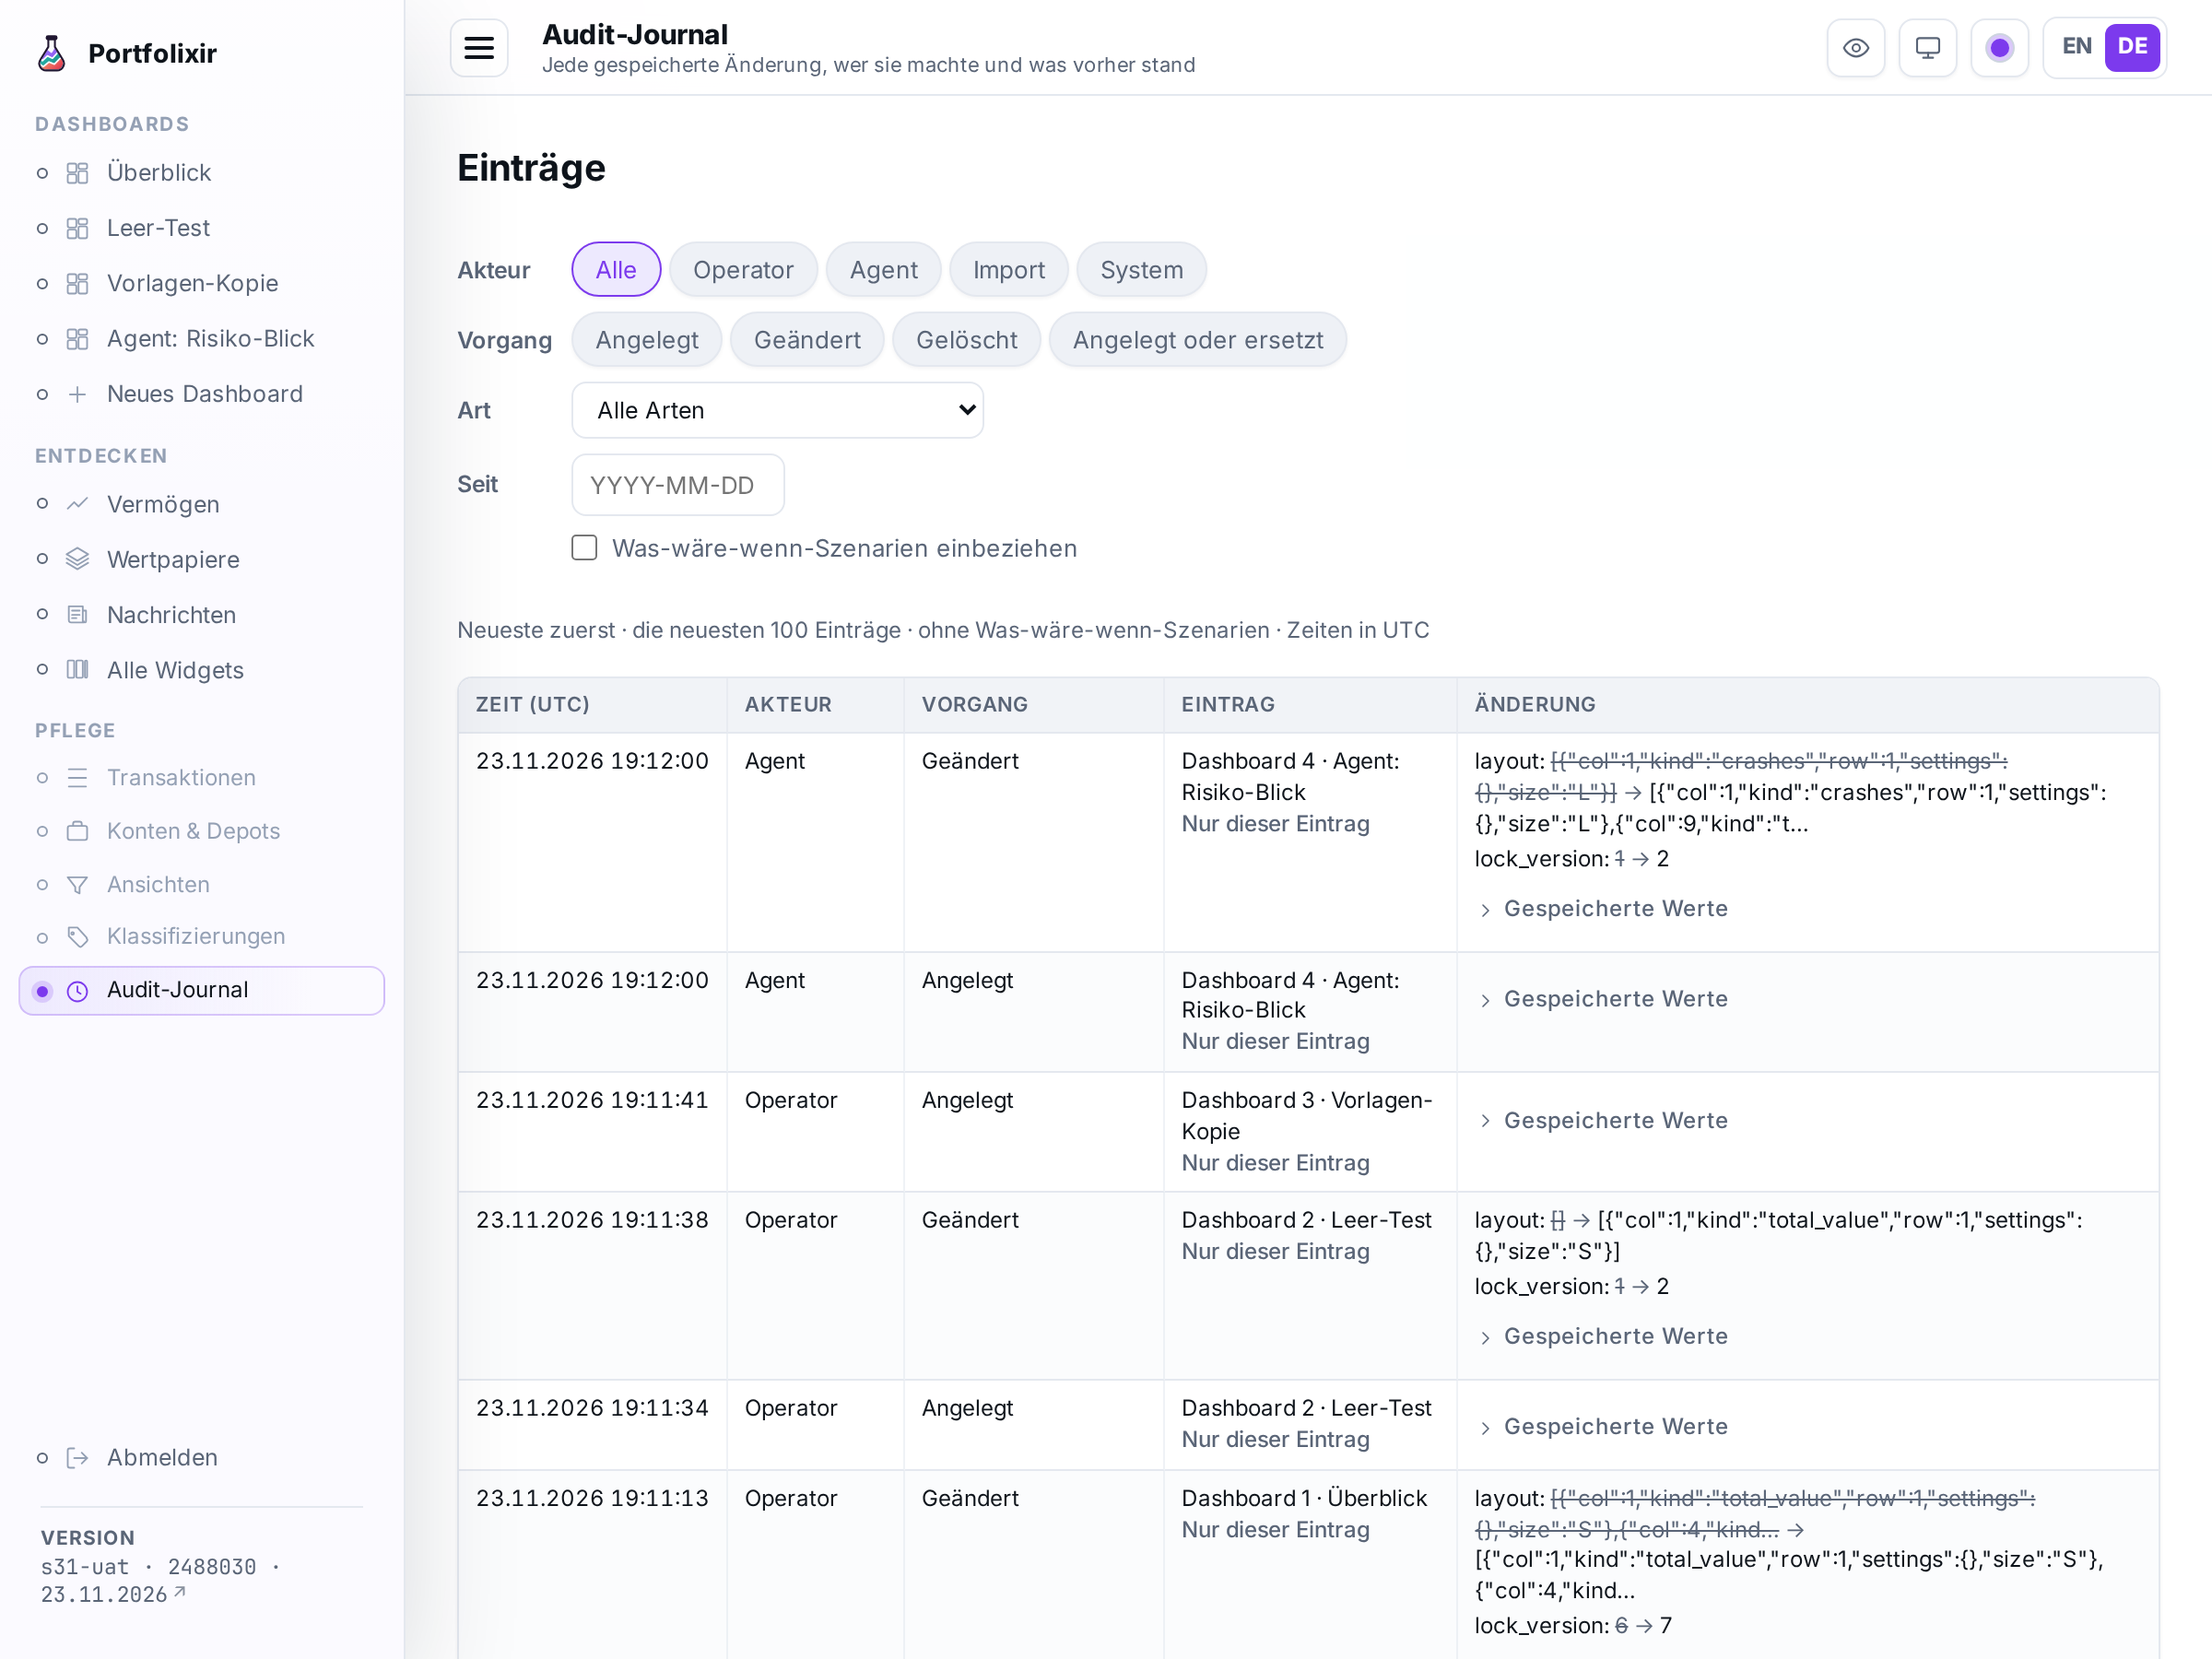 Portfolixir
DASHBOARDS
Überblick
Leer-Test
Vorlagen-Kopie
Agent: Risiko-Blick
Neues Dashboard
ENTDECKEN
Vermögen
Wertpapiere
Nachrichten
Alle Widgets
PFLEGE
Transaktionen
Konten & Depots
Ansichten
Klassifizierungen
Audit-Journal
Abmelden
VERSION
s31-uat · 2488030 ·
23.11.2026
Audit-Journal
Jede gespeicherte Änderung, wer sie machte und was vorher stand
EN DE
Einträge
Akteur Alle Operator Agent Import System
Vorgang Angelegt Geändert Gelöscht Angelegt oder ersetzt
Art Alle Arten
Seit YYYY-MM-DD
Was-wäre-wenn-Szenarien einbeziehen
Neueste zuerst · die neuesten 100 Einträge · ohne Was-wäre-wenn-Szenarien · Zeiten in UTC
ZEIT (UTC) AKTEUR VORGANG EINTRAG ÄNDERUNG
23.11.2026 19:12:00 Agent Geändert Dashboard 4 · Agent: layout: [{"col":1,"kind":"crashes","row":1,"settings":
Risiko-Blick {},"size":"L"}] → [{"col":1,"kind":"crashes","row":1,"settings":
Nur dieser Eintrag {},"size":"L"},{"col":9,"kind":"t...
lock_version: 1 → 2
Gespeicherte Werte
23.11.2026 19:12:00 Agent Angelegt Dashboard 4 · Agent:
Risiko-Blick Gespeicherte Werte
Nur dieser Eintrag
23.11.2026 19:11:41 Operator Angelegt Dashboard 3 · Vorlagen-
Kopie Gespeicherte Werte
Nur dieser Eintrag
23.11.2026 19:11:38 Operator Geändert Dashboard 2 · Leer-Test layout: [] → [{"col":1,"kind":"total_value","row":1,"settings":
Nur dieser Eintrag {},"size":"S"}]
lock_version: 1 → 2
Gespeicherte Werte
23.11.2026 19:11:34 Operator Angelegt Dashboard 2 · Leer-Test Gespeicherte Werte
Nur dieser Eintrag
23.11.2026 19:11:13 Operator Geändert Dashboard 1 · Überblick layout: [{"col":1,"kind":"total_value","row":1,"settings":
Nur dieser Eintrag {},"size":"S"},{"col":4,"kind... →
[{"col":1,"kind":"total_value","row":1,"settings":{},"size":"S"},
{"col":4,"kind...
lock_version: 6 → 7